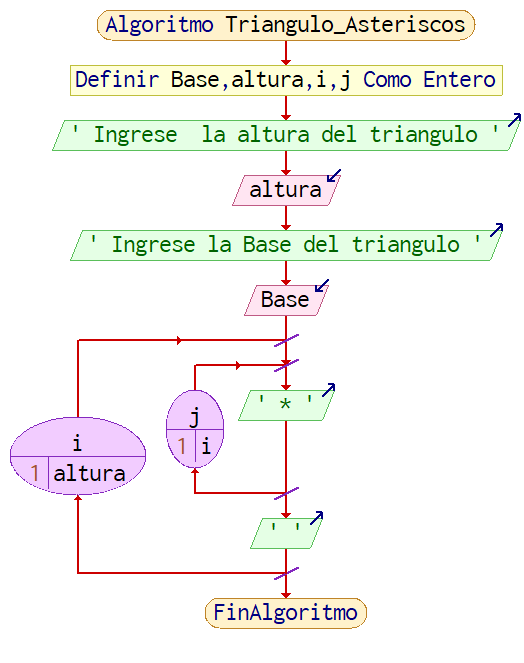 Algoritmo Triangulo_Asteriscos
Definir Base,altura,i,j Como Entero
' Ingrese  la altura del triangulo '
altura
' Ingrese la Base del triangulo '
Base
i
1 altura
j
1 i
' * '
' '
FinAlgoritmo